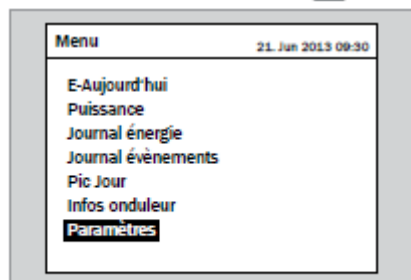 Menu 21. Jun 2013 09:30
E-Aujourd'hui
Puissance
Journal énergie
Journal évènements
Pic Jour
Infos onduleur
Paramètres